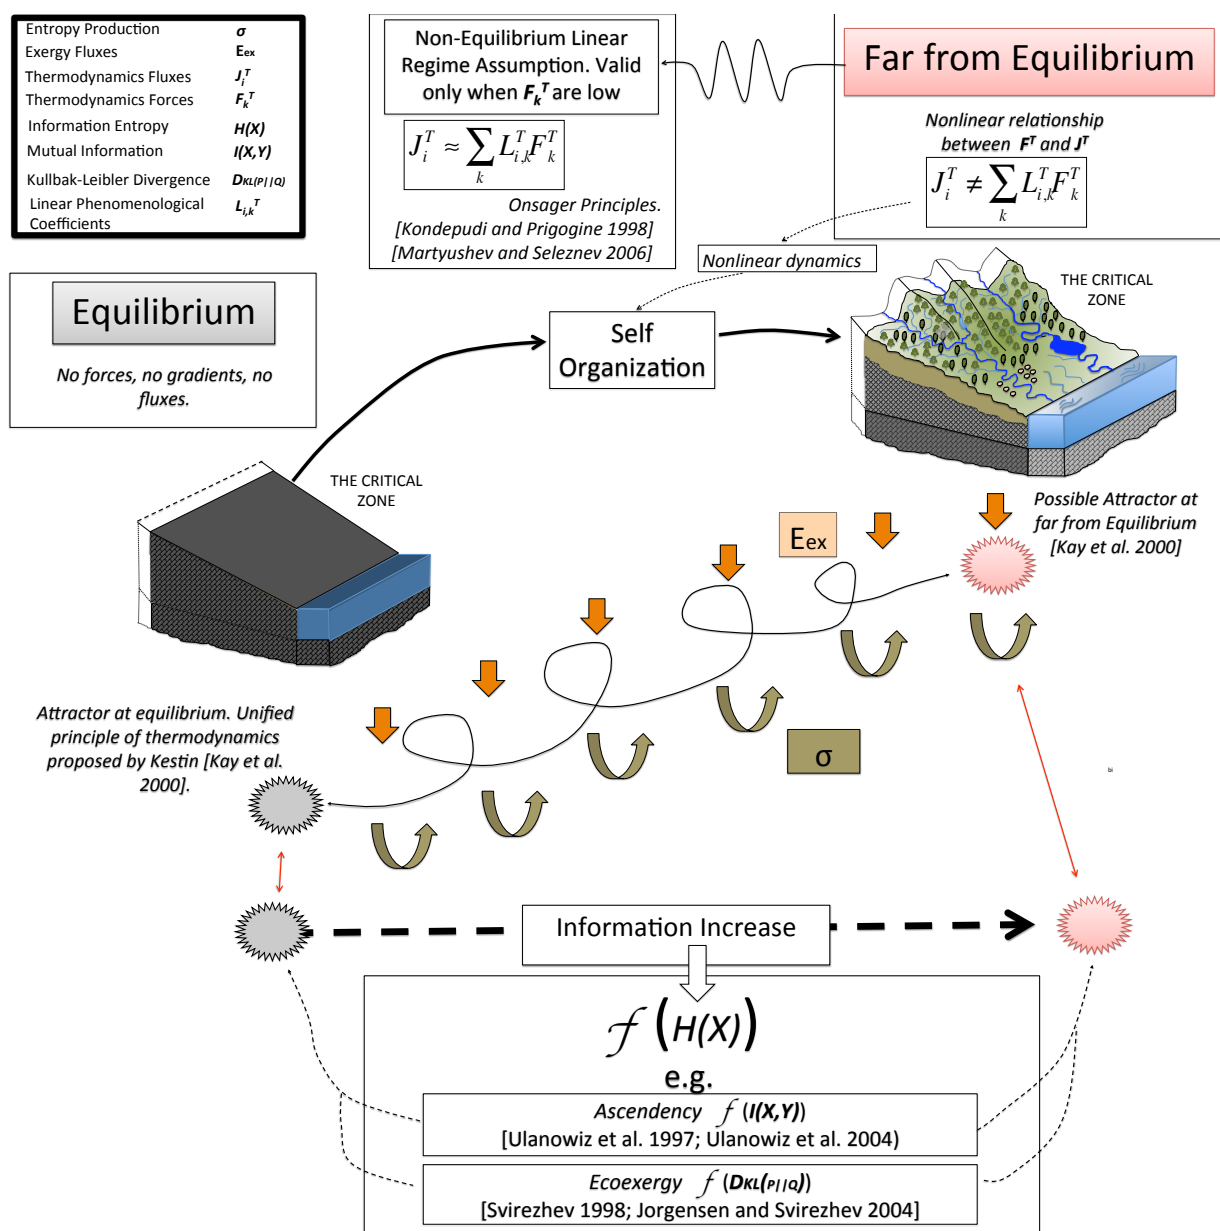 Entropy Production σ
Exergy Fluxes Eex
Thermodynamics Fluxes J_i^T
Thermodynamics Forces F_k^T
Information Entropy H(X)
Mutual Information I(X,Y)
Kullbak-Leibler Divergence DKL(P||Q)
Linear Phenomenological L_{i,k}^T
Coefficients
Non-Equilibrium Linear
Regime Assumption. Valid
only when F_k^T are low
J_i^T ≈ ∑_k L_{i,k}^T F_k^T
Onsager Principles.
[Kondepudi and Prigogine 1998]
[Martyushev and Seleznev 2006]
Far from Equilibrium
Nonlinear relationship
between F^T and J^T
J_i^T ≠ ∑_k L_{i,k}^T F_k^T
Nonlinear dynamics
Equilibrium
No forces, no gradients, no
fluxes.
Self
Organization
THE CRITICAL
ZONE
THE CRITICAL
ZONE
Possible Attractor at
far from Equilibrium
[Kay et al. 2000]
Eex
Attractor at equilibrium. Unified
principle of thermodynamics
proposed by Kestin [Kay et al.
2000].
σ
bi
Information Increase
f (H(X))
e.g.
Ascendency f (I(X,Y))
[Ulanowiz et al. 1997; Ulanowiz et al. 2004)
Ecoexergy f (DKL(P||Q))
[Svirezhev 1998; Jorgensen and Svirezhev 2004]